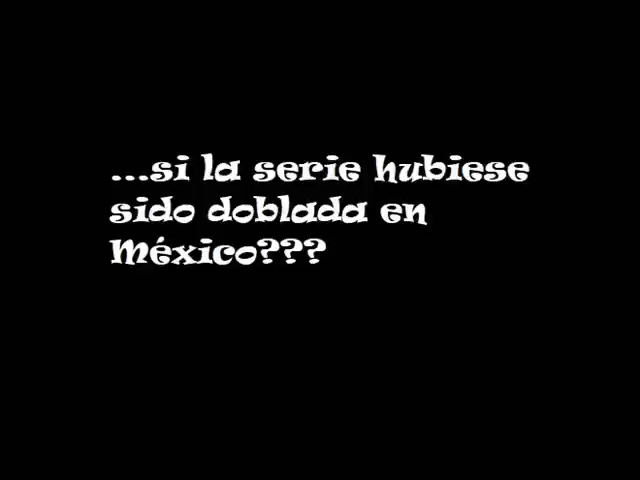 ...si la serie hubiese
sido doblada en
México???